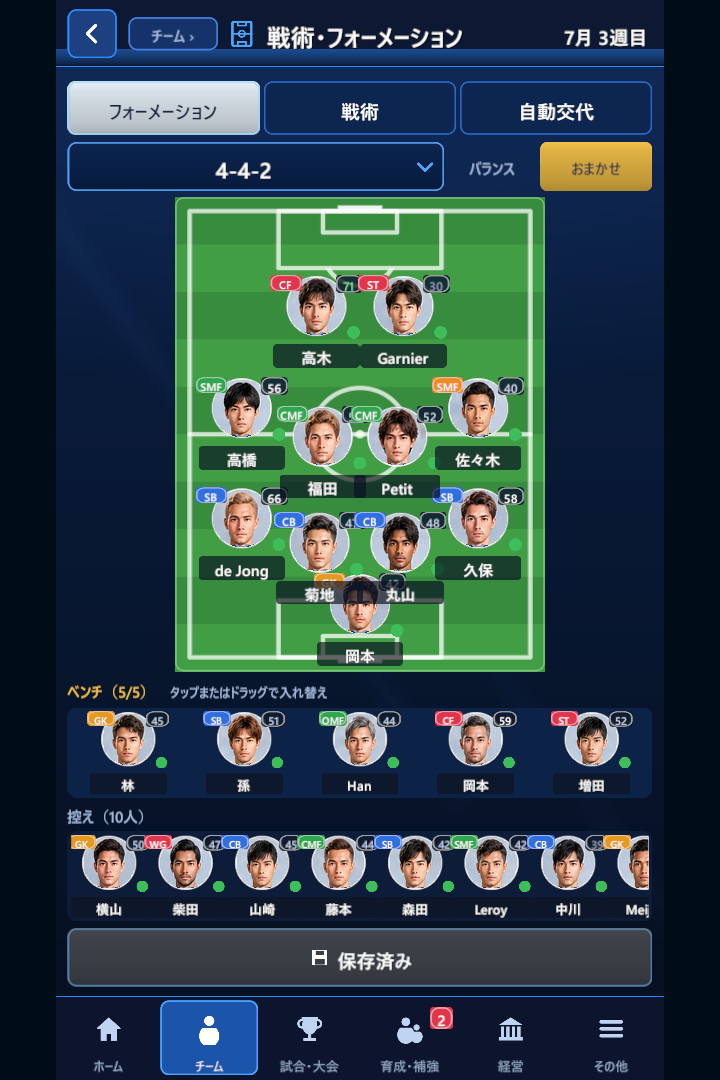 チーム ›
戦術・フォーメーション
7月 3週目
フォーメーション
戦術
自動交代
4-4-2
バランス
おまかせ
CF 71 ST 30
高木 Garnier
SMF 56 SMF 40
CMF CMF 52
高橋 佐々木
福田 Petit
SB 66 SB 58
CB CB 48
de Jong 久保
GK 42
菊地 丸山
岡本
ベンチ（5/5） タップまたはドラッグで入れ替え
GK 45 SB 51 OMF 44 CF 59 ST 52
林 孫 Han 岡本 増田
控え（10人）
GK 50 WG 47 CB 45 CMF 44 SB 42 SMF 42 CB 39 GK
横山 柴田 山崎 藤本 森田 Leroy 中川
保存済み
2
ホーム チーム 試合・大会 育成・補強 経営 その他